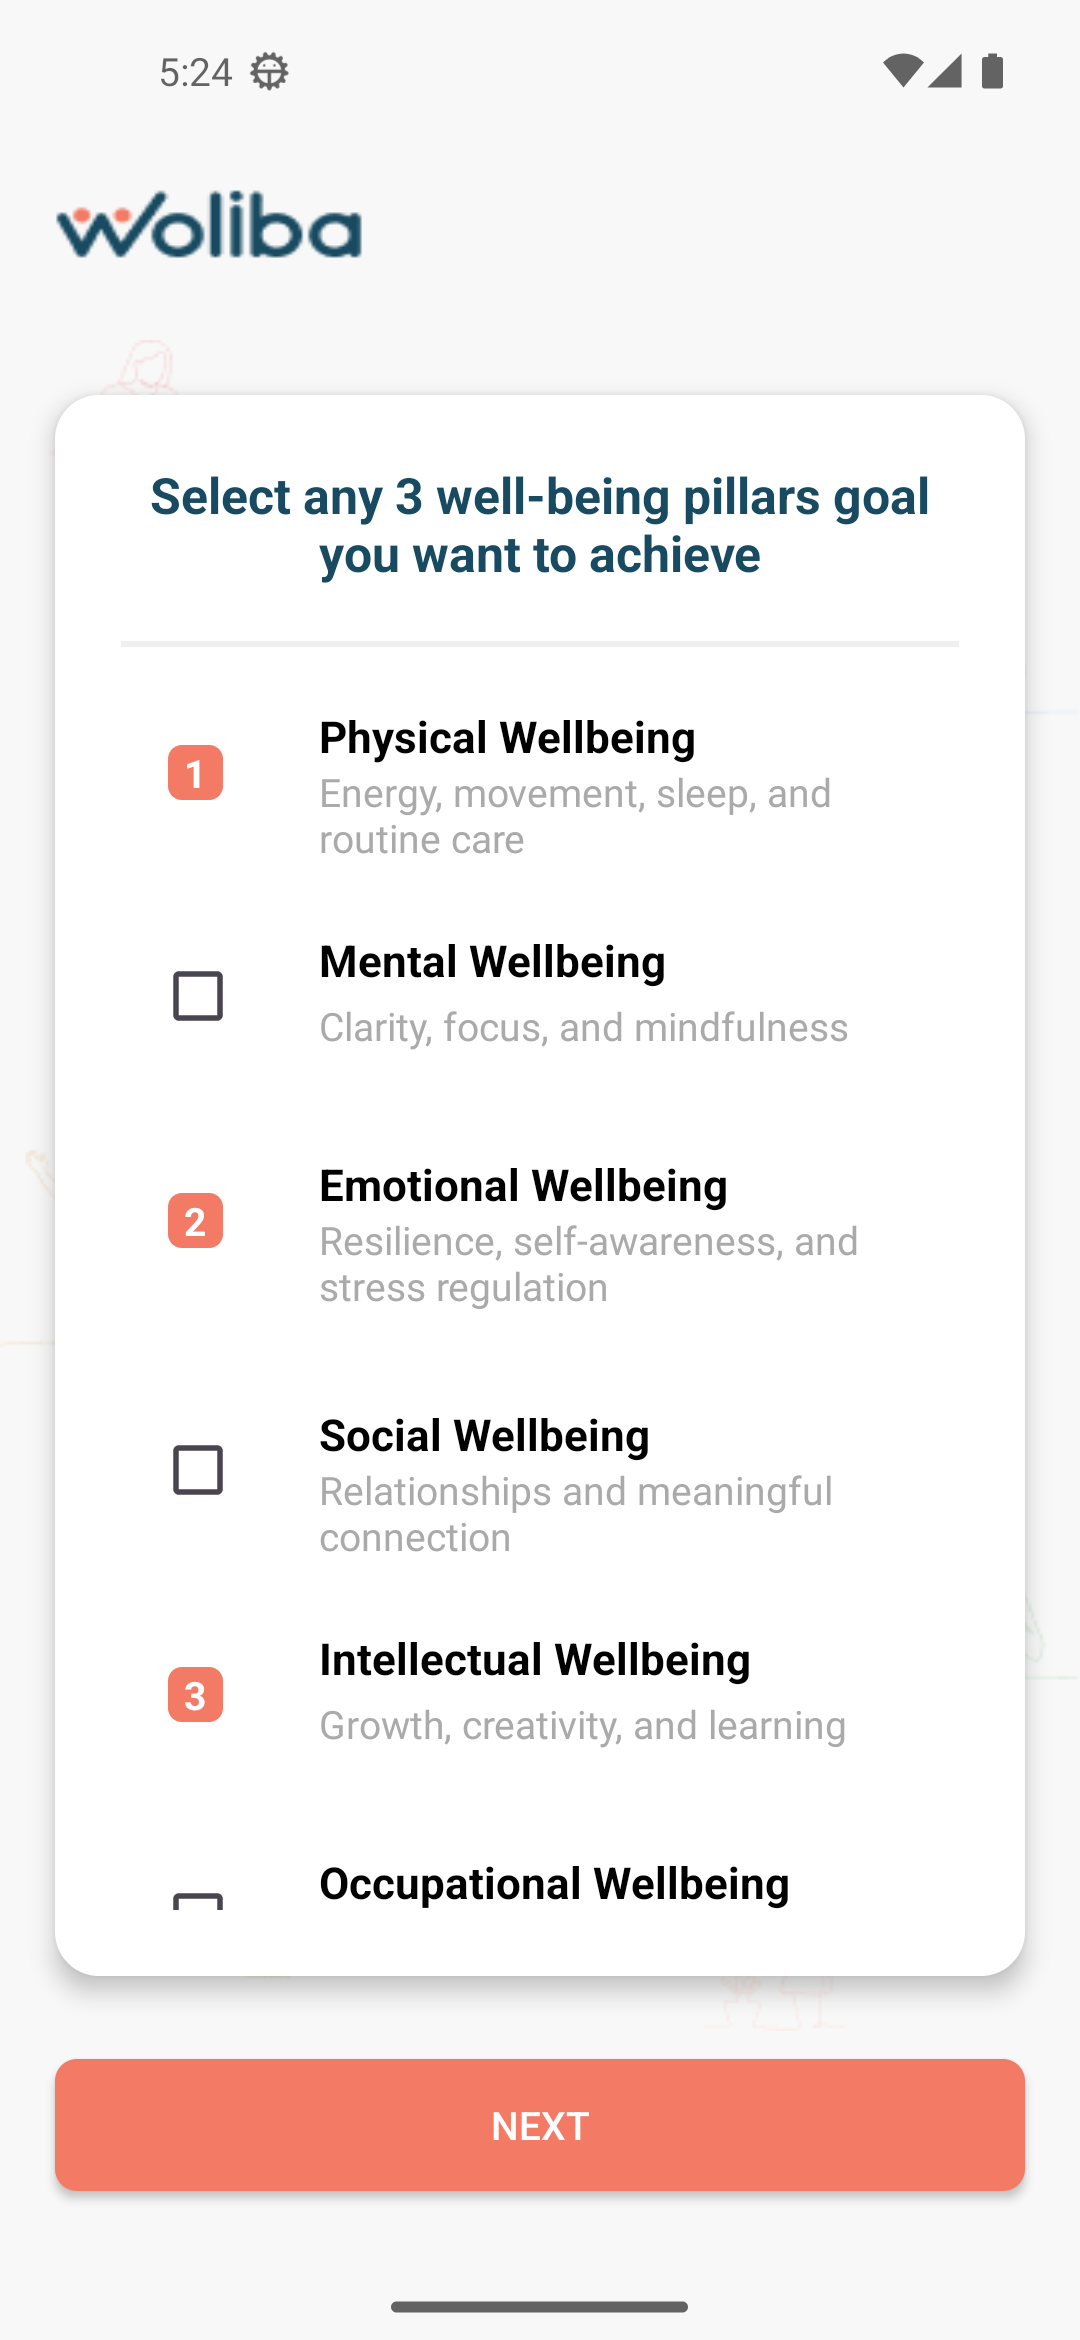 5:24
Woliba
Select any 3 well-being pillars goal
you want to achieve
1
Physical Wellbeing
Energy, movement, sleep, and
routine care
Mental Wellbeing
Clarity, focus, and mindfulness
2
Emotional Wellbeing
Resilience, self-awareness, and
stress regulation
Social Wellbeing
Relationships and meaningful
connection
3
Intellectual Wellbeing
Growth, creativity, and learning
Occupational Wellbeing
NEXT